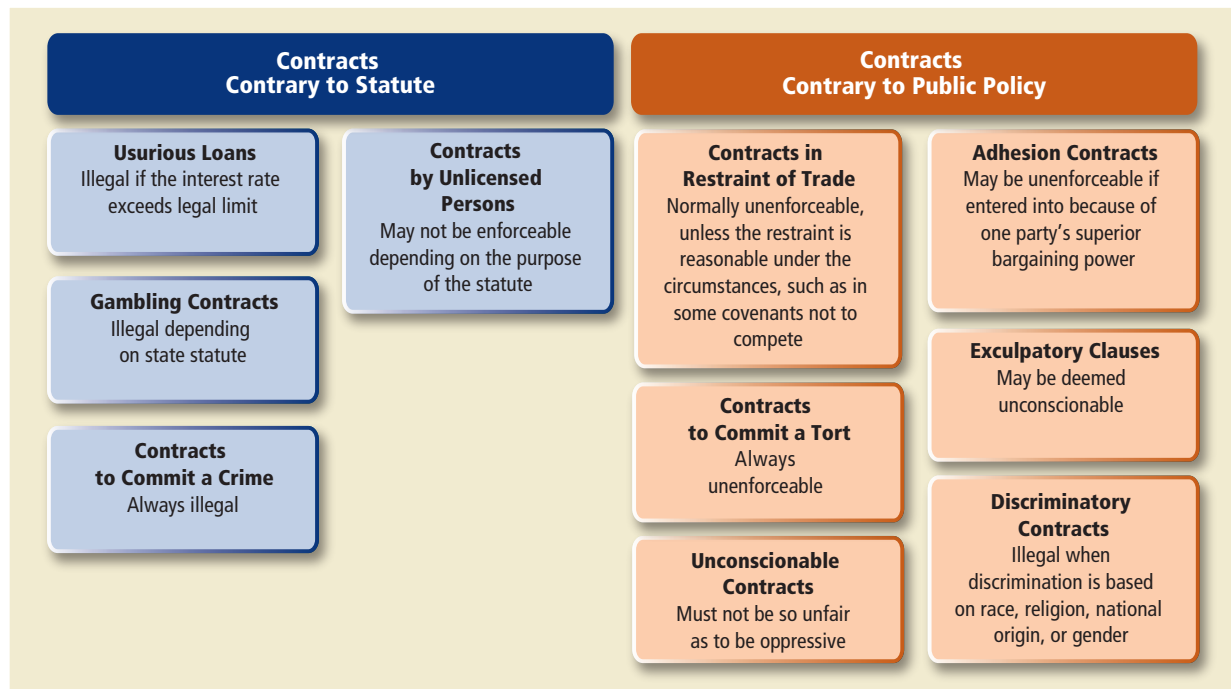 Contracts
Contrary to Statute
Usurious Loans
Illegal if the interest rate
exceeds legal limit
Gambling Contracts
Illegal depending
on state statute
Contracts
to Commit a Crime
Always illegal
Contracts
by Unlicensed
Persons
May not be enforceable
depending on the purpose
of the statute
Contracts
Contrary to Public Policy
Contracts in
Restraint of Trade
Normally unenforceable,
unless the restraint is
reasonable under the
circumstances, such as in
some covenants not to
compete
Contracts
to Commit a Tort
Always
unenforceable
Unconscionable
Contracts
Must not be so unfair
as to be oppressive
Adhesion Contracts
May be unenforceable if
entered into because of
one party’s superior
bargaining power
Exculpatory Clauses
May be deemed
unconscionable
Discriminatory
Contracts
Illegal when
discrimination is based
on race, religion, national
origin, or gender